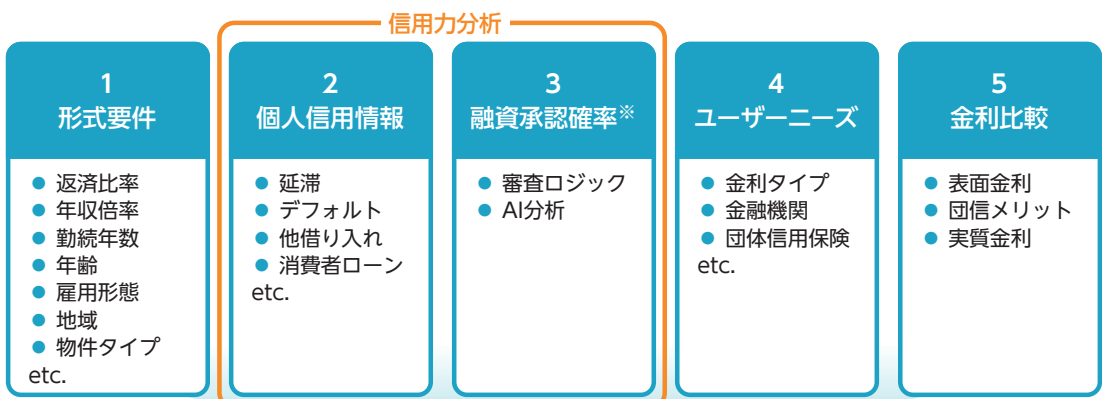 信用力分析
1
形式要件
● 返済比率
● 年収倍率
● 勤続年数
● 年齢
● 雇用形態
● 地域
● 物件タイプ
etc.
2
個人信用情報
● 延滞
● デフォルト
● 他借り入れ
● 消費者ローン
etc.
3
融資承認確率※
● 審査ロジック
● AI分析
4
ユーザーニーズ
● 金利タイプ
● 金融機関
● 団体信用保険
etc.
5
金利比較
● 表面金利
● 団信メリット
● 実質金利